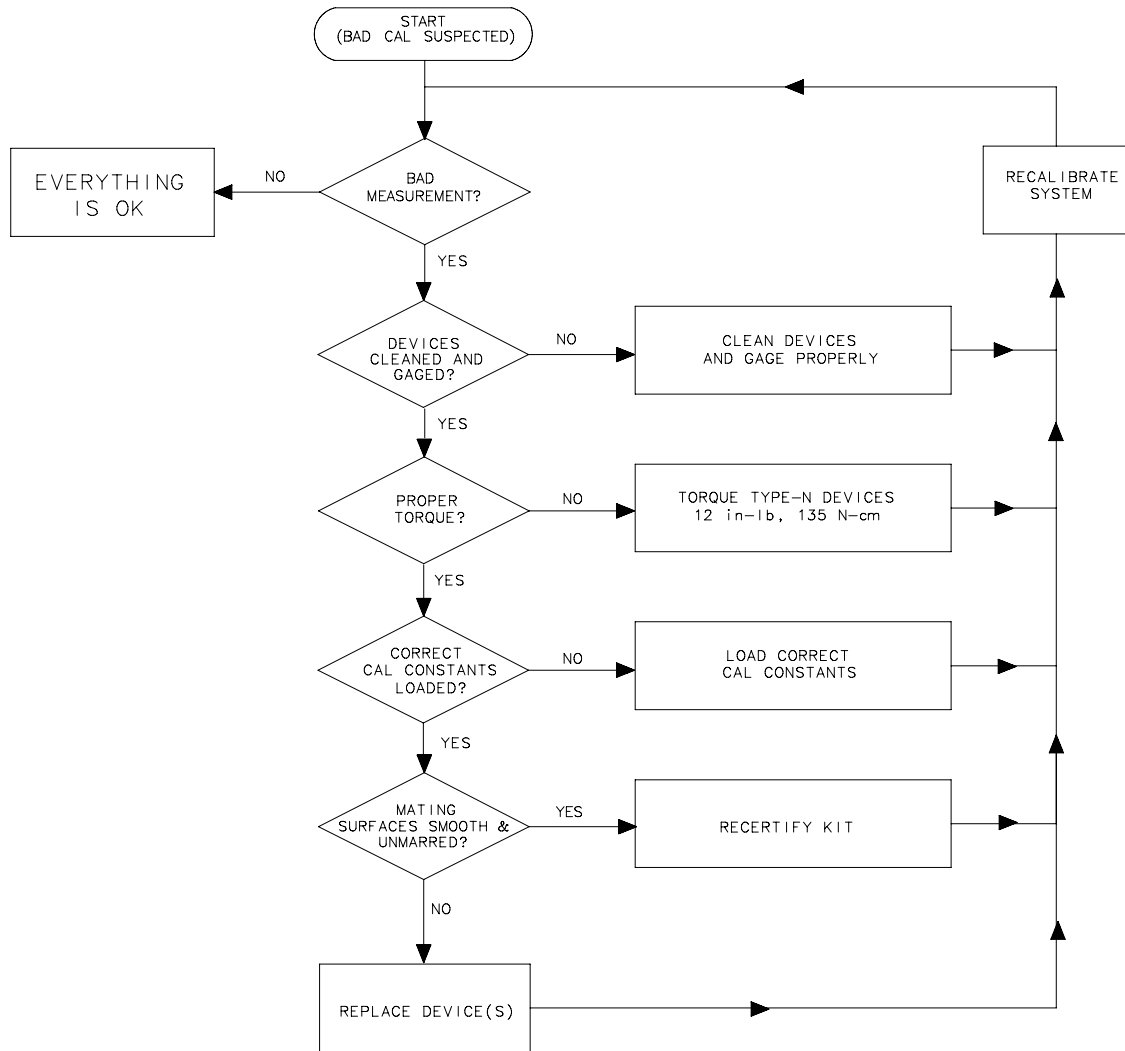 START
(BAD CAL SUSPECTED)
BAD
MEASUREMENT?
NO
EVERYTHING
IS OK
RECALIBRATE
SYSTEM
YES
DEVICES
CLEANED AND
GAGED?
NO
CLEAN DEVICES
AND GAGE PROPERLY
YES
PROPER
TORQUE?
NO
TORQUE TYPE-N DEVICES
12 in-lb, 135 N-cm
YES
CORRECT
CAL CONSTANTS
LOADED?
NO
LOAD CORRECT
CAL CONSTANTS
YES
MATING
SURFACES SMOOTH &
UNMARRED?
YES
RECERTIFY KIT
NO
REPLACE DEVICE(S)